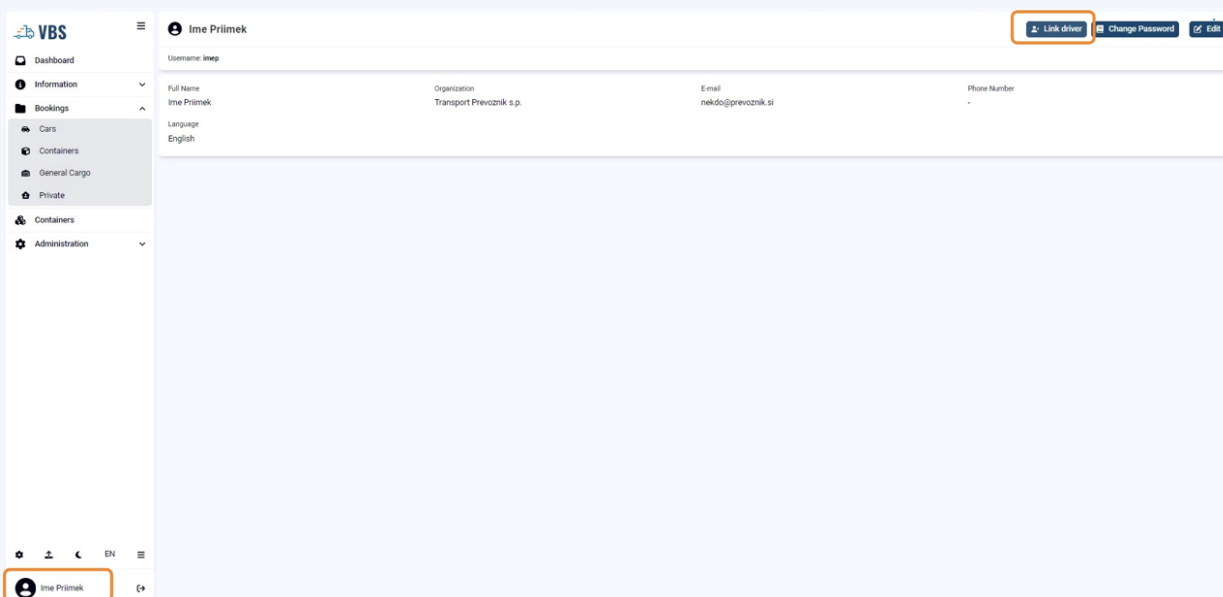 VBS
Dashboard
Information
Bookings
Cars
Containers
General Cargo
Private
Containers
Administration
EN
Ime Priimek
Ime Priimek
Link driver
Change Password
Edit
Username: imep
Full Name
Ime Priimek
Organization
Transport Prevoznik s.p.
E-mail
nekdo@prevoznik.si
Phone Number
-
Language
English